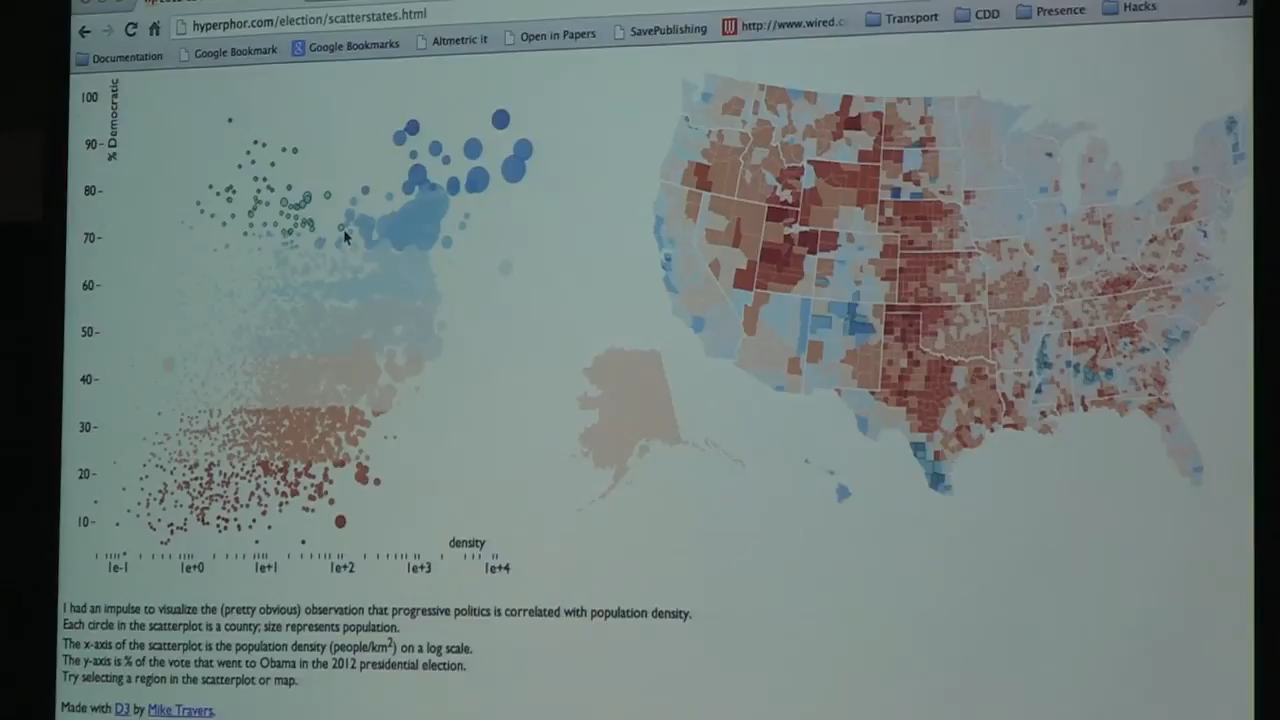 hyperphor.com/election/scatterstates.html
Documentation
Google Bookmark
Google Bookmarks
Altmetric it
Open in Papers
SavePublishing
http://www.wired.c
Transport
CDD
Presence
Hacks
% Democratic
100
90
80
70
60
50
40
30
20
10
density
1e-1
1e+0
1e+1
1e+2
1e+3
1e+4
I had an impulse to visualize the (pretty obvious) observation that progressive politics is correlated with population density.
Each circle in the scatterplot is a county; size represents population.
The x-axis of the scatterplot is the population density (people/km²) on a log scale.
The y-axis is % of the vote that went to Obama in the 2012 presidential election.
Try selecting a region in the scatterplot or map.
Made with D3 by Mike Travers.